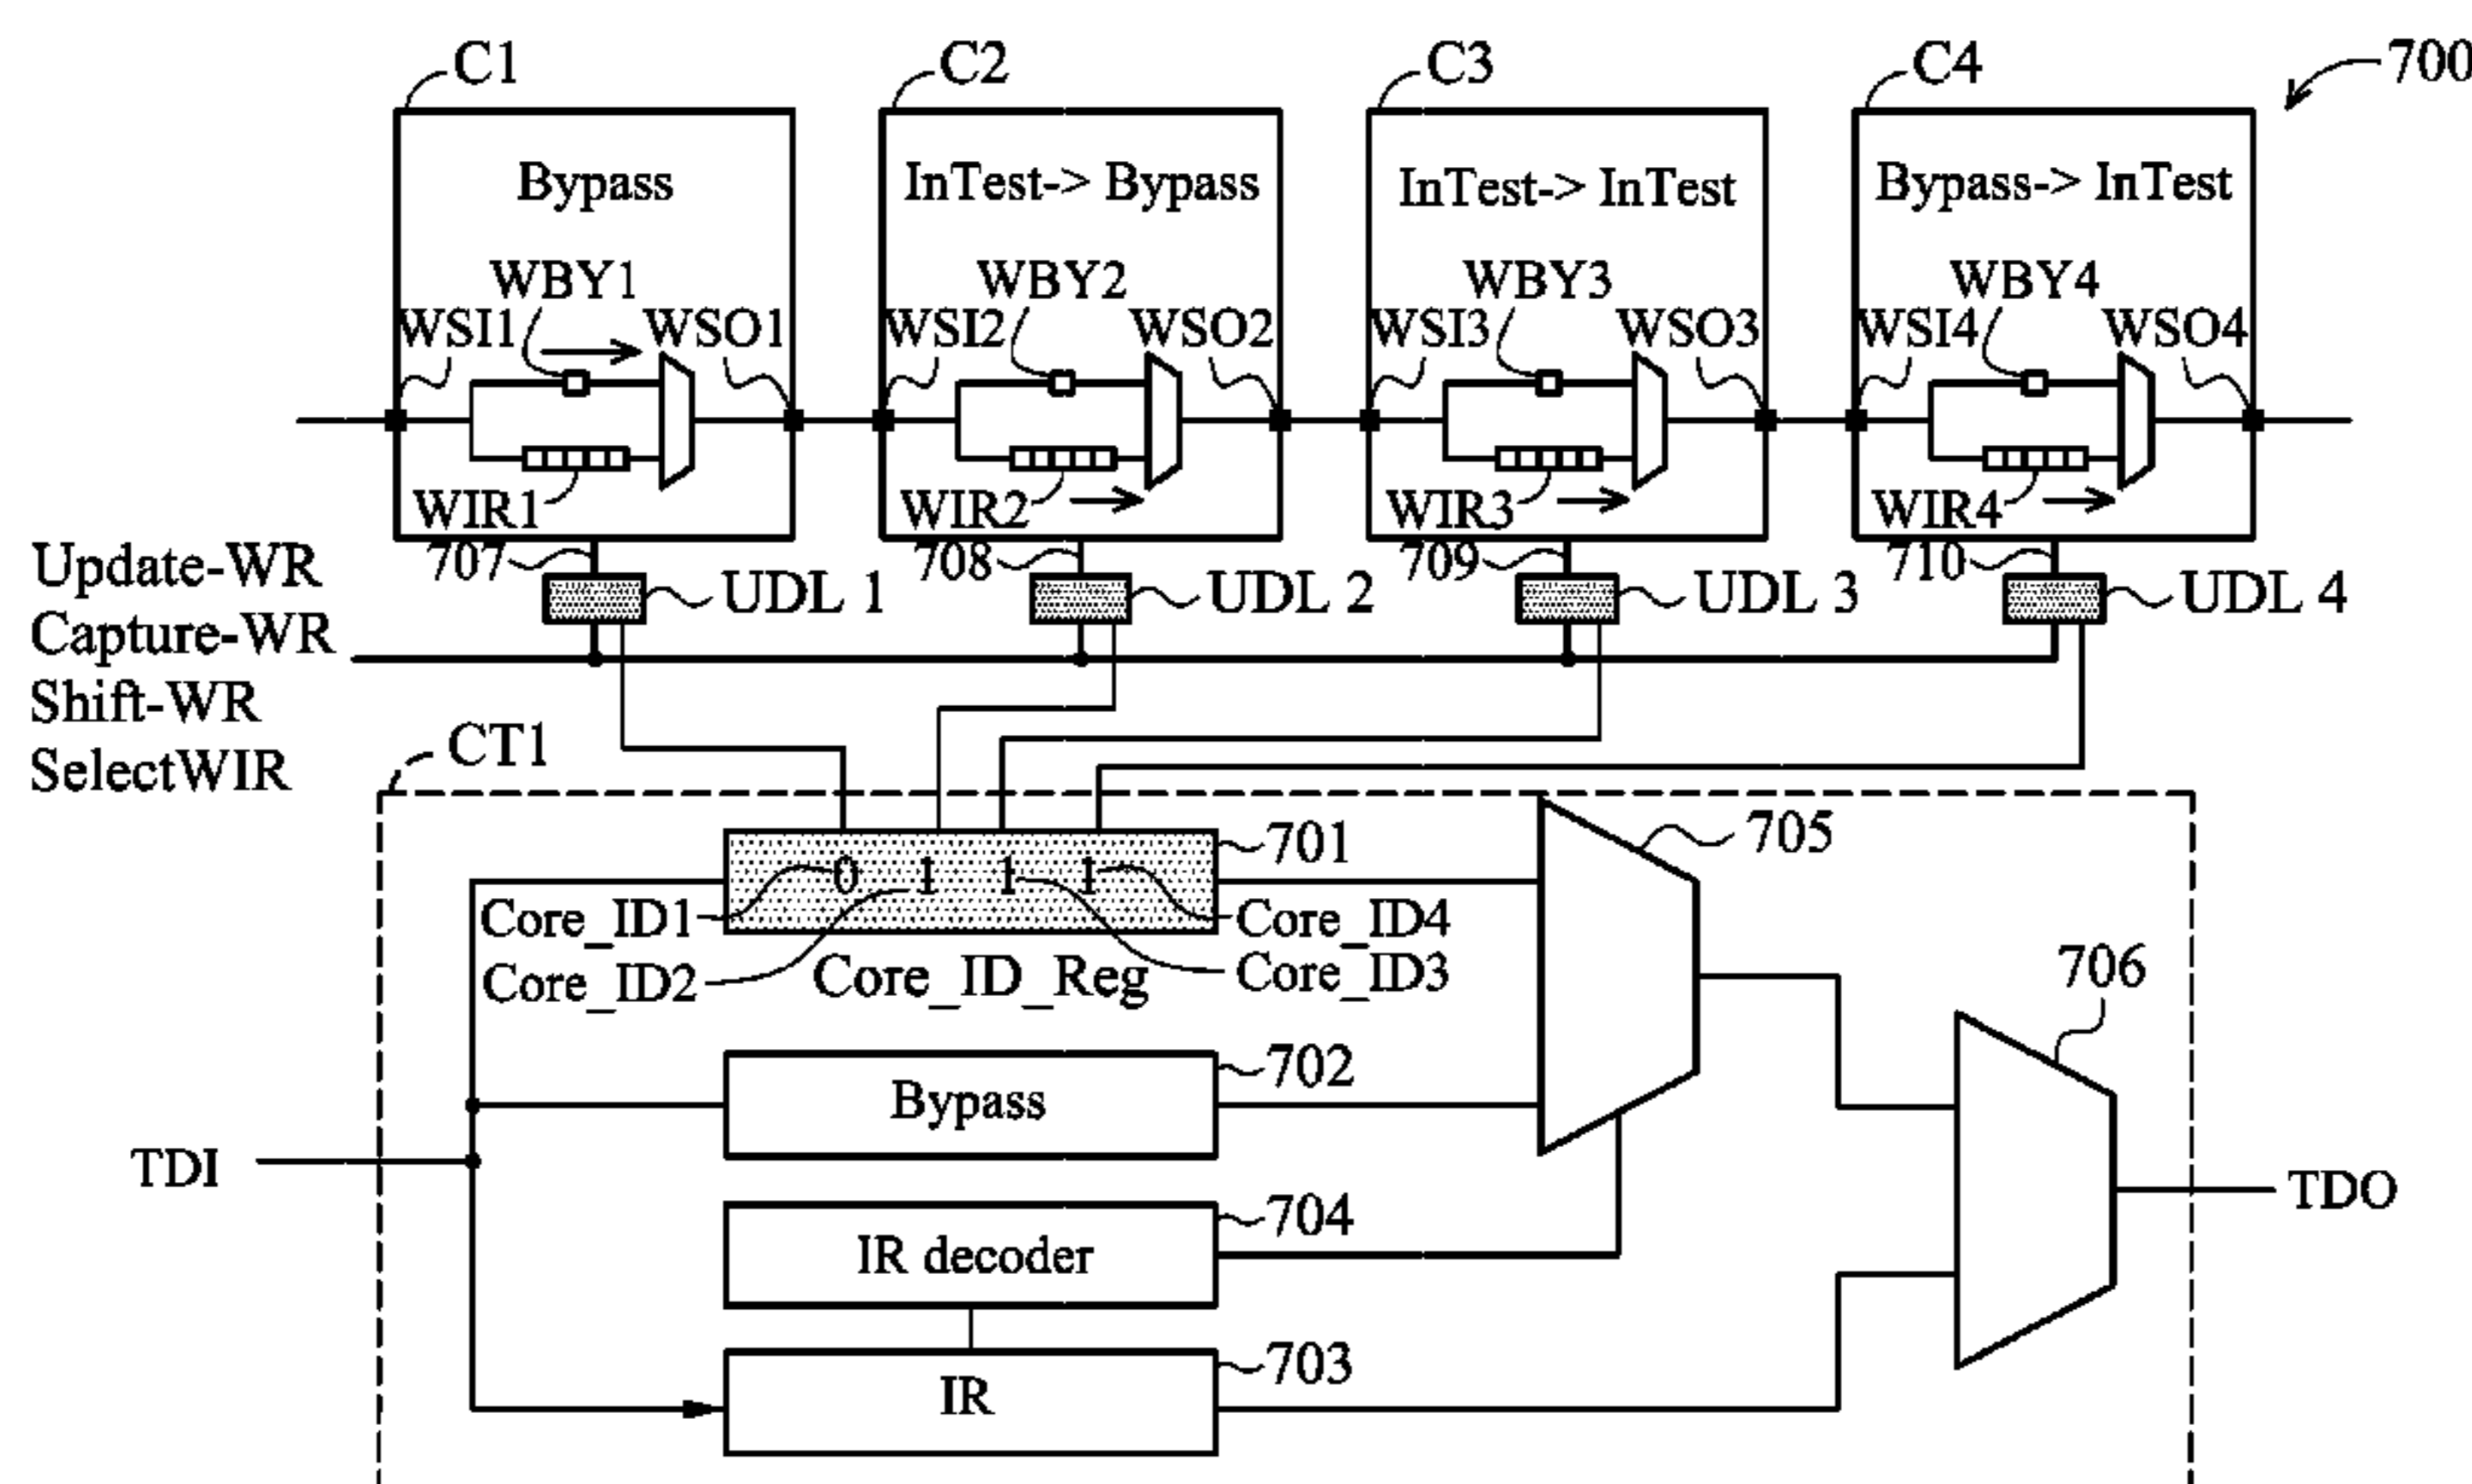 C1 C2 C3 C4 700
Bypass InTest-> Bypass InTest-> InTest Bypass-> InTest
WBY1 WBY2 WBY3 WBY4
WSI1 WSO1 WSI2 WSO2 WSI3 WSO3 WSI4 WSO4
WIR1 WIR2 WIR3 WIR4
707 708 709 710
Update-WR UDL 1 UDL 2 UDL 3 UDL 4
Capture-WR
Shift-WR
SelectWIR CT1
701 705
0 1 1 1
Core_ID1 Core_ID4
Core_ID2 Core_ID_Reg Core_ID3 706
702
Bypass
TDI TDO
704
IR decoder
703
IR